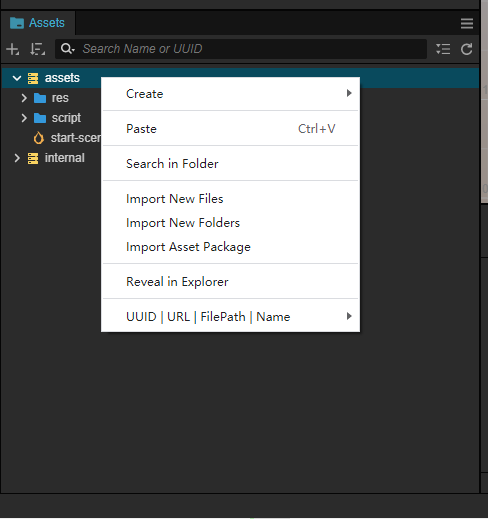 Assets
Search Name or UUID
assets
res
script
start-scen
internal
Create
Paste Ctrl+V
Search in Folder
Import New Files
Import New Folders
Import Asset Package
Reveal in Explorer
UUID | URL | FilePath | Name